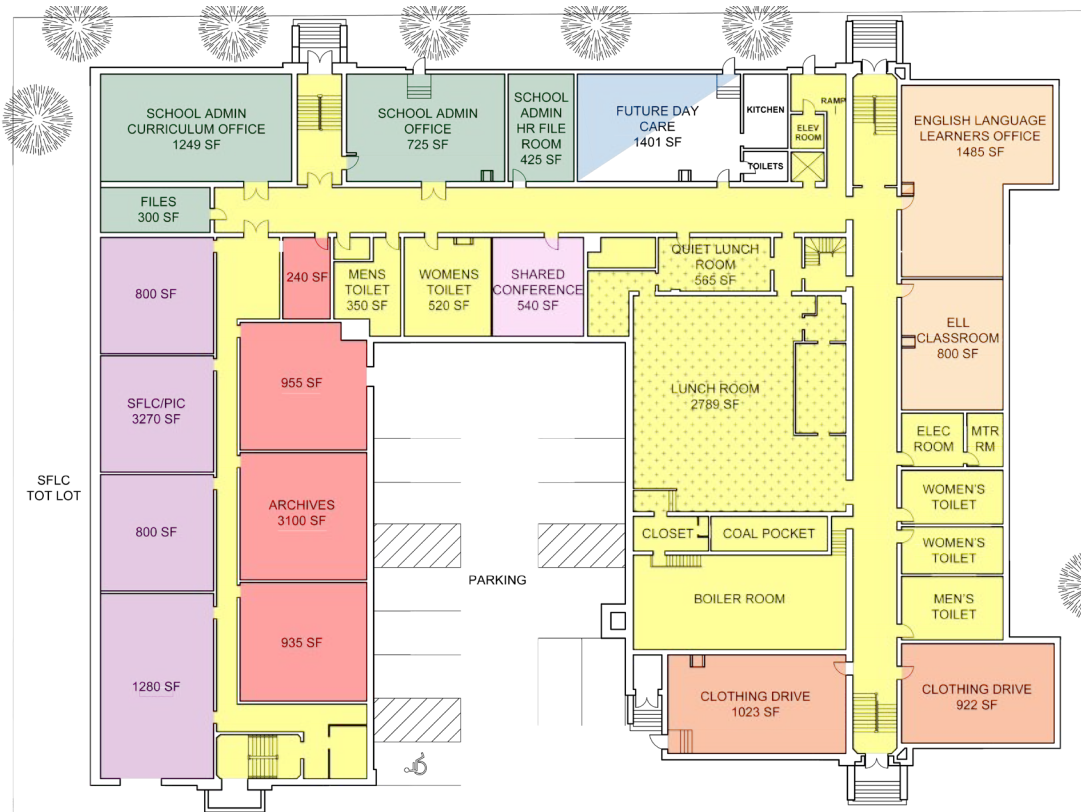 SCHOOL ADMIN
CURRICULUM OFFICE
1249 SF
SCHOOL ADMIN
OFFICE
725 SF
SCHOOL
ADMIN
HR FILE
ROOM
425 SF
FUTURE DAY
CARE
1401 SF
KITCHEN
TOILETS
RAMP
ELEV
ROOM
ENGLISH LANGUAGE
LEARNERS OFFICE
1485 SF
FILES
300 SF
800 SF
240 SF
MENS
TOILET
350 SF
WOMENS
TOILET
520 SF
SHARED
CONFERENCE
540 SF
QUIET LUNCH
ROOM
565 SF
ELL
CLASSROOM
800 SF
955 SF
SFLC/PIC
3270 SF
LUNCH ROOM
2789 SF
ELEC
ROOM
MTR
RM
SFLC
TOT LOT
800 SF
ARCHIVES
3100 SF
WOMEN'S
TOILET
CLOSET
COAL POCKET
WOMEN'S
TOILET
PARKING
BOILER ROOM
MEN'S
TOILET
935 SF
1280 SF
CLOTHING DRIVE
1023 SF
CLOTHING DRIVE
922 SF